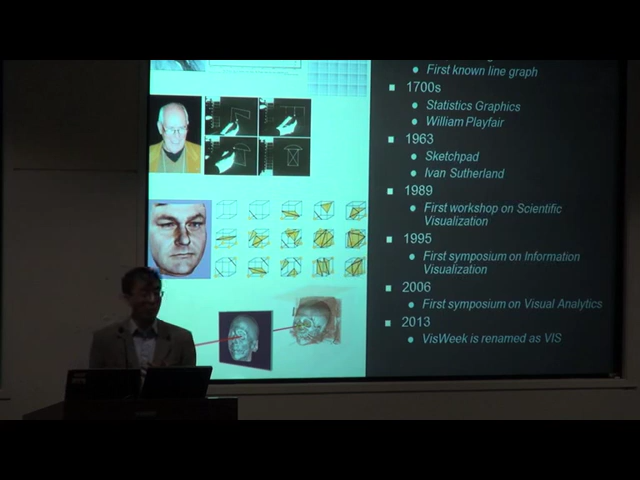 First known line graph
1700s
Statistics Graphics
William Playfair
1963
Sketchpad
Ivan Sutherland
1989
First workshop on Scientific
Visualization
1995
First symposium on Information
Visualization
2006
First symposium on Visual Analytics
2013
VisWeek is renamed as VIS